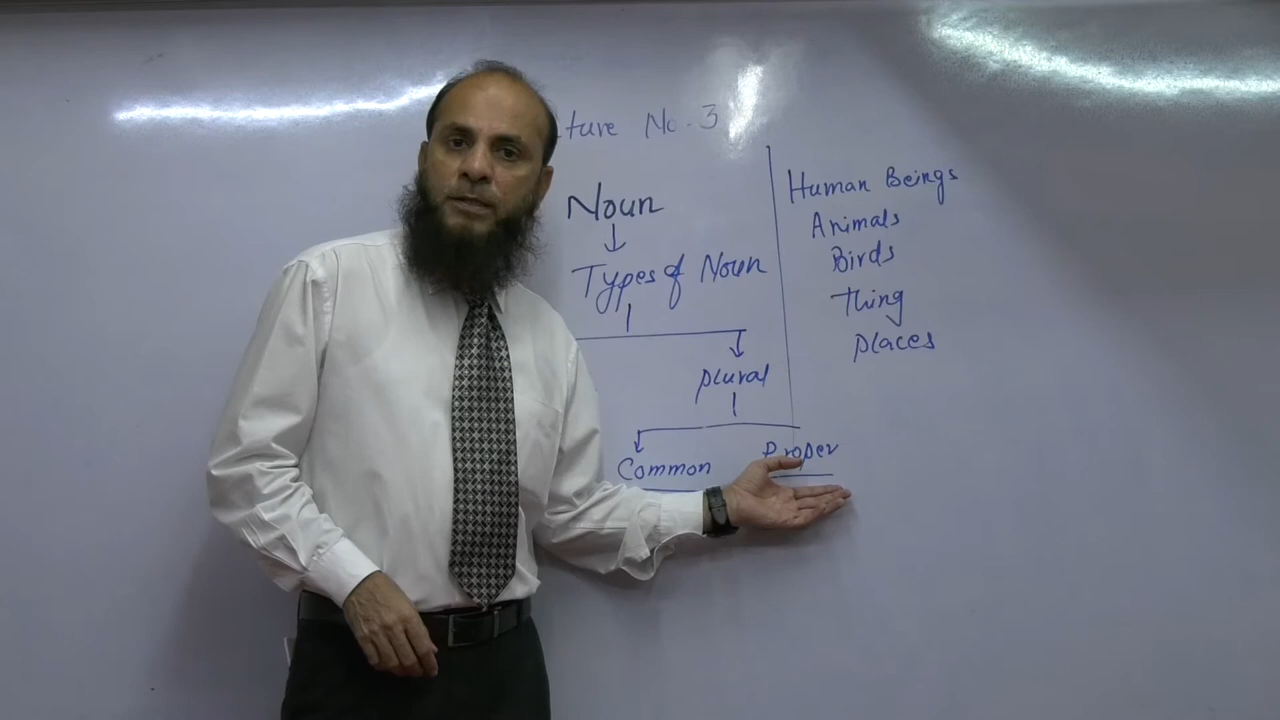 ture No-3
Noun
Types of Noun
plural
Common Proper
Human Beings
Animals
Birds
Thing
places